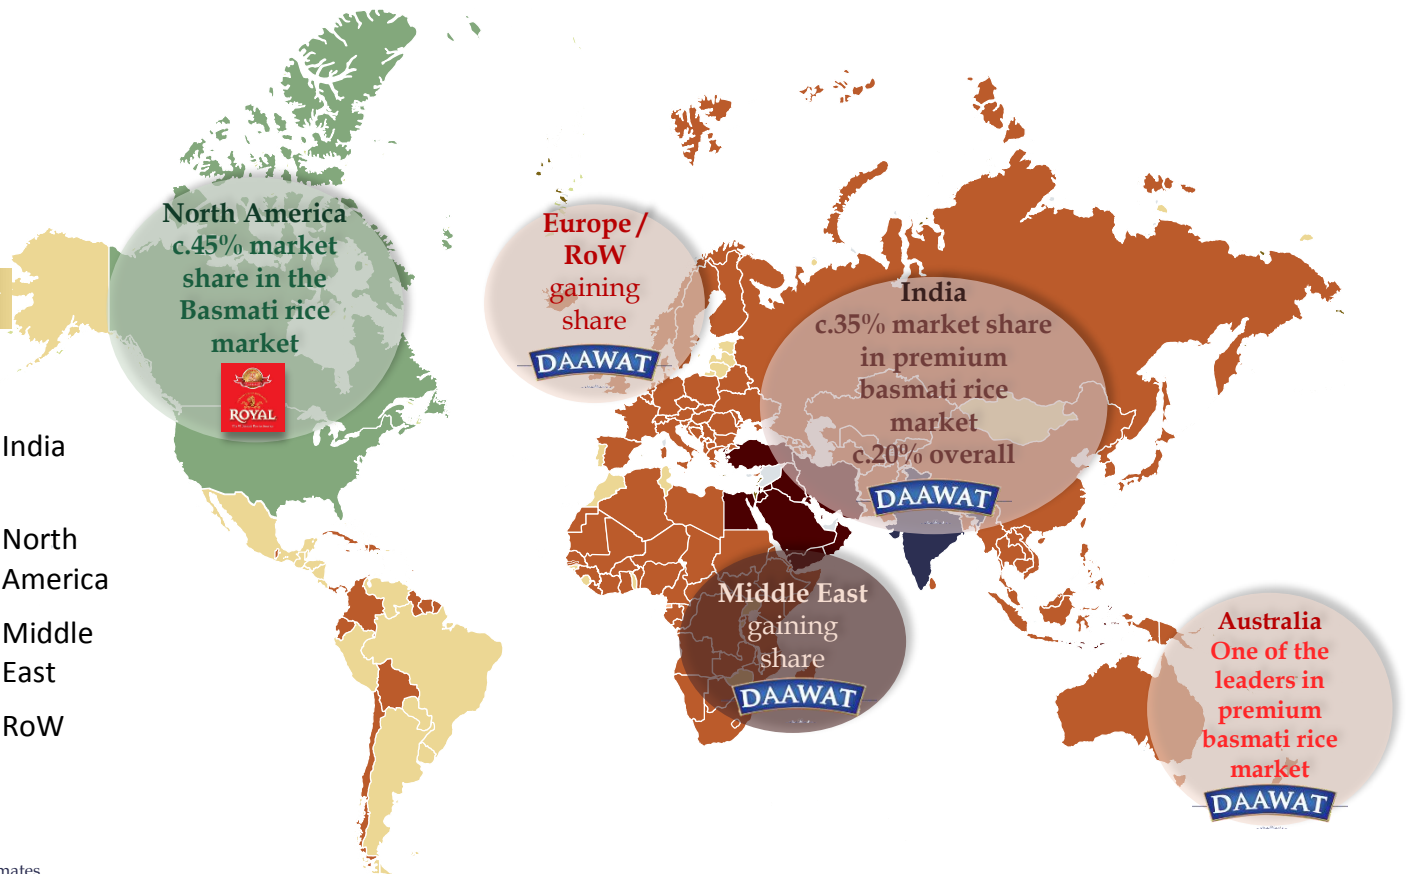 North America
c.45% market
share in the
Basmati rice
market
ROYAL
Europe /
RoW
gaining
share
DAAWAT
India
c.35% market share
in premium
basmati rice
market
c.20% overall
DAAWAT
Middle East
gaining
share
DAAWAT
Australia
One of the
leaders in
premium
basmati rice
market
DAAWAT
India
North
America
Middle
East
RoW
mates